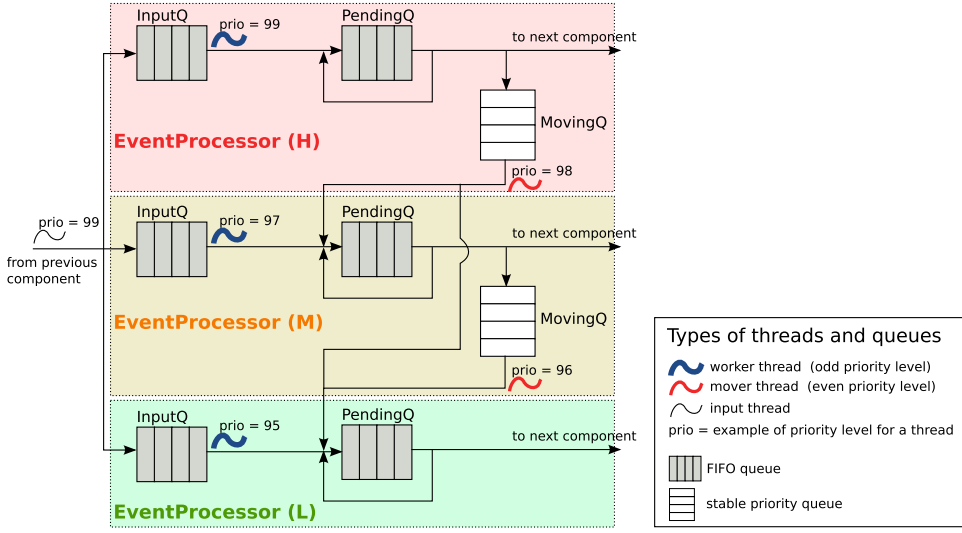 InputQ
prio = 99
PendingQ
to next component
MovingQ
EventProcessor (H)
prio = 98
InputQ
prio = 97
PendingQ
to next component
prio = 99
from previous
component
MovingQ
EventProcessor (M)
prio = 96
InputQ
prio = 95
PendingQ
to next component
EventProcessor (L)
Types of threads and queues
worker thread (odd priority level)
mover thread (even priority level)
input thread
prio = example of priority level for a thread
FIFO queue
stable priority queue